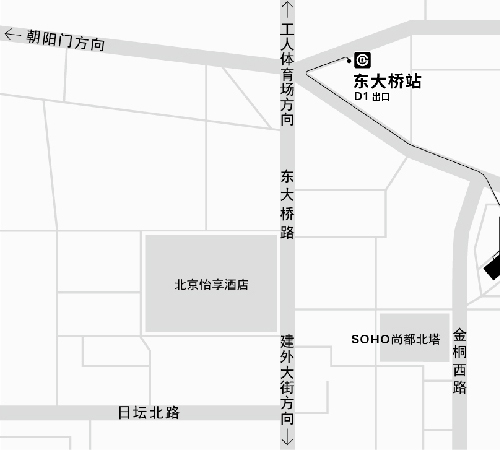 ← 朝阳门方向
工人体育场方向
东大桥站
D1 出口
东大桥路
北京怡享酒店
建外大街方向
SOHO尚都北塔
金桐西路
日坛北路